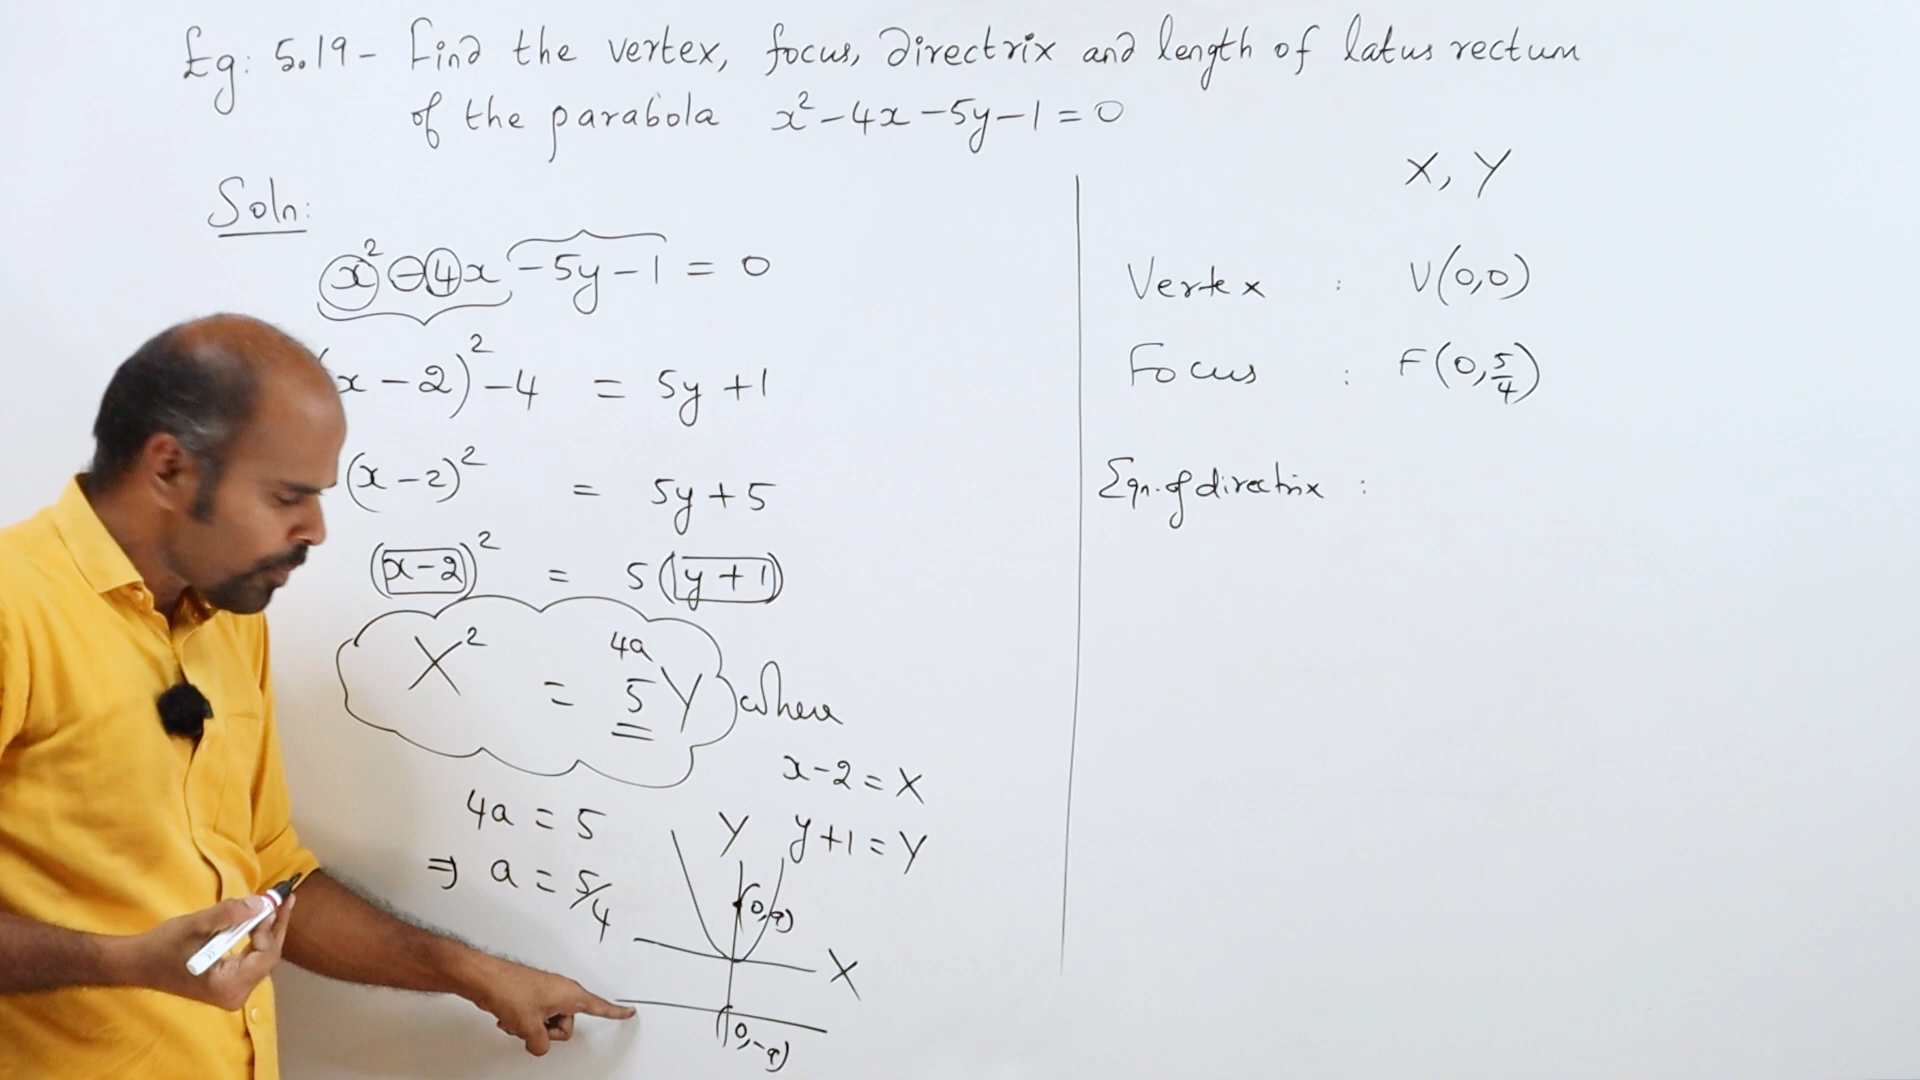 Eg: 5.19- Find the vertex, focus, Directrix and length of latus rectum
of the parabola x²-4x-5y-1=0
Soln:
x²-4x-5y-1 = 0
(x-2)²-4 = 5y+1
(x-2)² = 5y+5
(x-2)² = 5(y+1)
4a
X² = 5Y where
x-2=X
y+1=Y
4a = 5
⇒ a = 5/4
Y
(0,a)
X
(0,-a)
X, Y
Vertex : V(0,0)
Focus : F(0,5/4)
Eqn. of directrix :